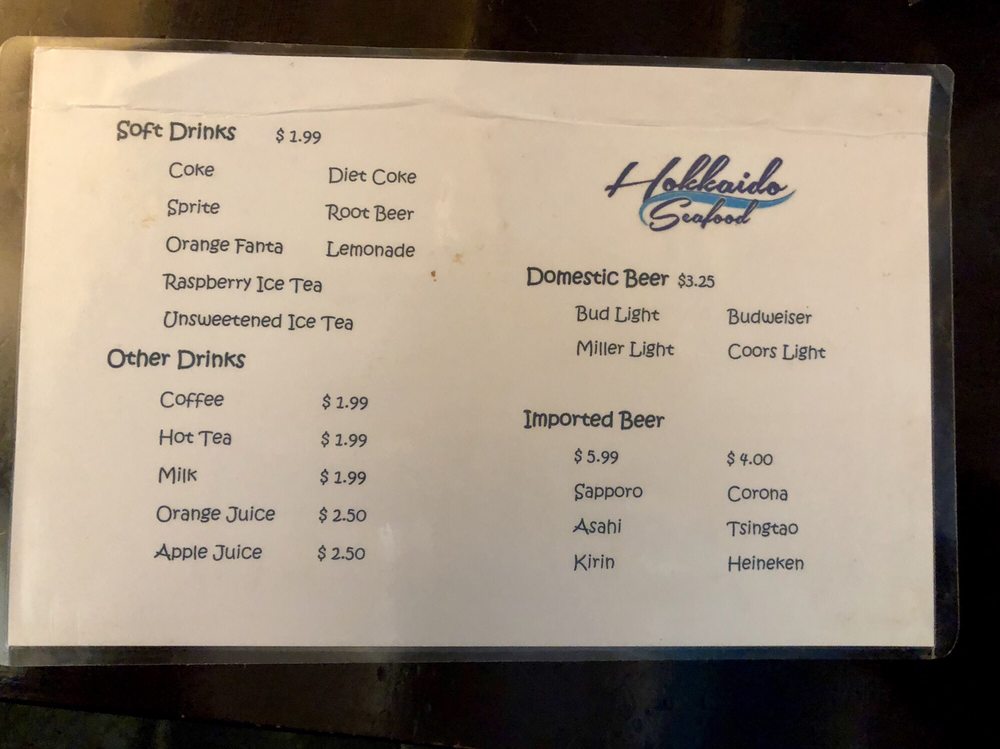 Soft Drinks $ 1.99
Coke Diet Coke
Sprite Root Beer
Orange Fanta Lemonade
Raspberry Ice Tea
Unsweetened Ice Tea
Other Drinks
Coffee $ 1.99
Hot Tea $ 1.99
Milk $ 1.99
Orange Juice $ 2.50
Apple Juice $ 2.50
Hokkaido
Seafood
Domestic Beer $3.25
Bud Light Budweiser
Miller Light Coors Light
Imported Beer
$ 5.99 $ 4.00
Sapporo Corona
Asahi Tsingtao
Kirin Heineken